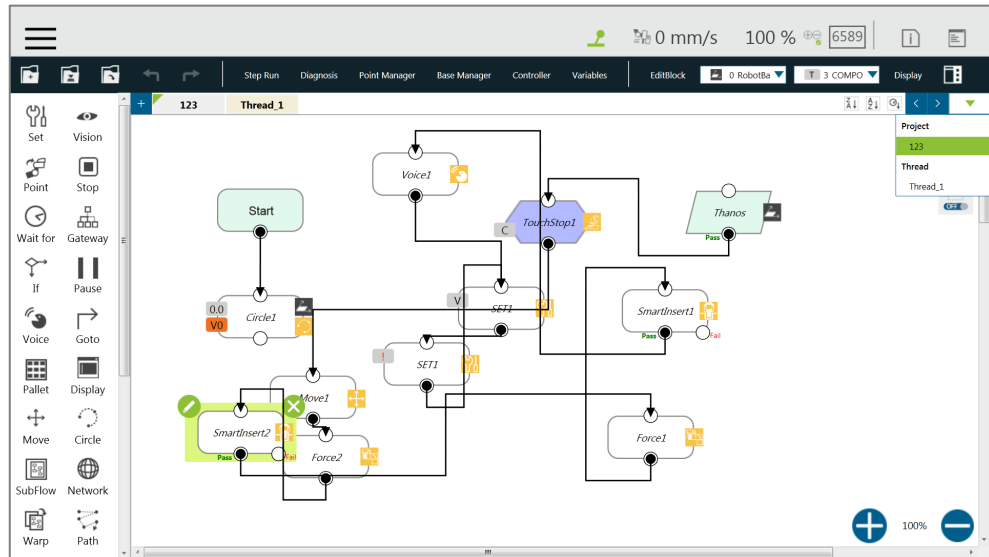 0 mm/s 100 % 6589
Step Run Diagnosis Point Manager Base Manager Controller Variables EditBlock 0 RobotBa T 3 COMPO Display
+ 123 Thread_1
Project
123
Thread
Thread_1
OFF
Set Vision
Point Stop
Wait for Gateway
If Pause
Voice Goto
Pallet Display
Move Circle
SubFlow Network
Warp Path
Voice1
Start
TouchStop1
C
Thanos
Pass
0.0
V0
Circle1
V
SET1
SmartInsert1
Pass Fail
!
SET1
Move1
SmartInsert2
Pass Fail
Force2
Force1
100%